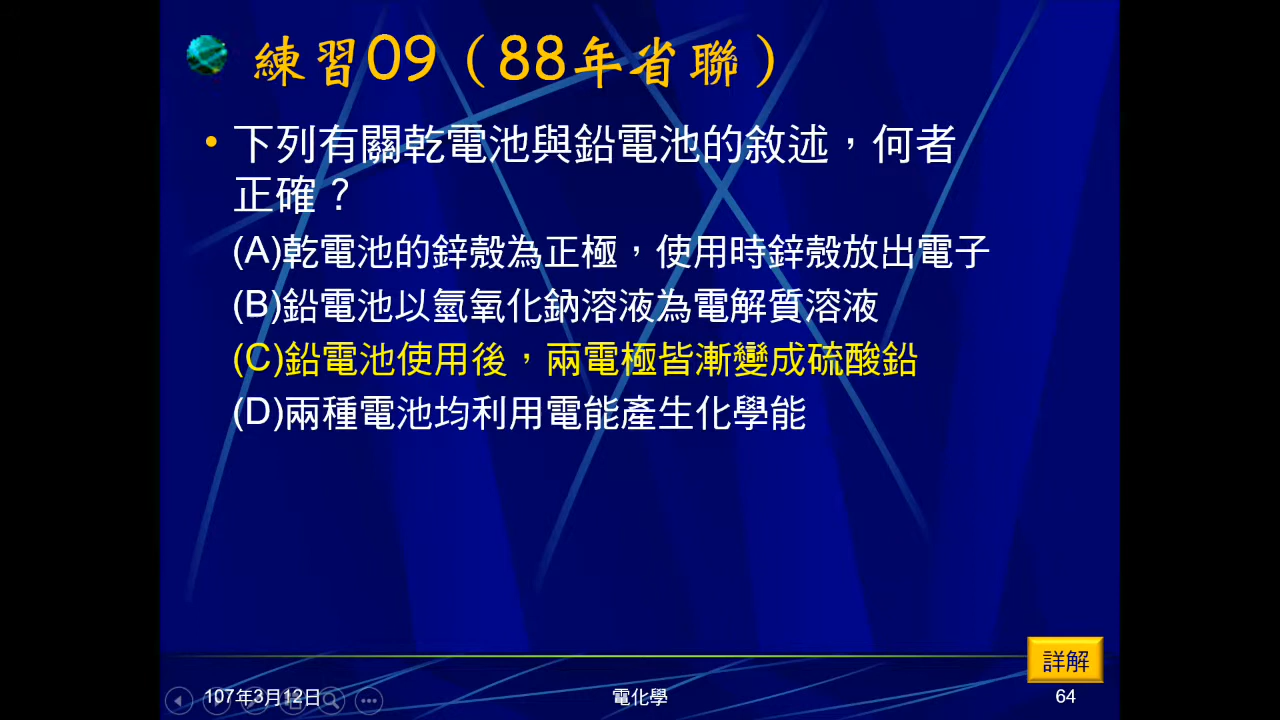 練習09（88年省聯）
• 下列有關乾電池與鉛電池的敘述，何者
正確？
(A)乾電池的鋅殼為正極，使用時鋅殼放出電子
(B)鉛電池以氫氧化鈉溶液為電解質溶液
(C)鉛電池使用後，兩電極皆漸變成硫酸鉛
(D)兩種電池均利用電能產生化學能
詳解
107年3月12日
電化學
64